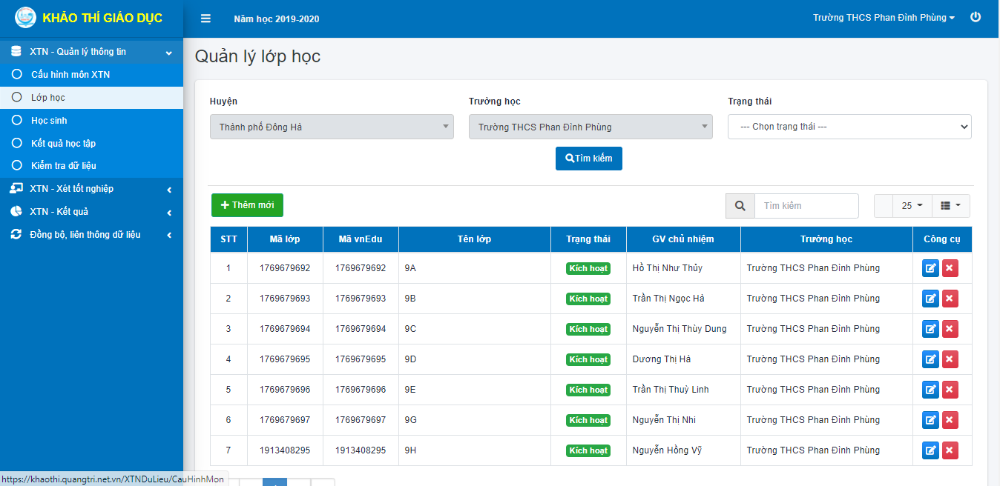 KHẢO THÍ GIÁO DỤC
Năm học 2019-2020
Trường THCS Phan Đình Phùng
XTN - Quản lý thông tin
Cấu hình môn XTN
Lớp học
Học sinh
Kết quả học tập
Kiểm tra dữ liệu
XTN - Xét tốt nghiệp
XTN - Kết quả
Đồng bộ, liên thông dữ liệu
Quản lý lớp học
Huyện Trường học Trạng thái
Thành phố Đông Hà Trường THCS Phan Đình Phùng --- Chọn trạng thái ---
Tìm kiếm
Thêm mới Tìm kiếm 25
STT Mã lớp Mã vnEdu Tên lớp Trạng thái GV chủ nhiệm Trường học Công cụ
1 1769679692 1769679692 9A Kích hoạt Hồ Thị Như Thủy Trường THCS Phan Đình Phùng
2 1769679693 1769679693 9B Kích hoạt Trần Thị Ngọc Hà Trường THCS Phan Đình Phùng
3 1769679694 1769679694 9C Kích hoạt Nguyễn Thị Thùy Dung Trường THCS Phan Đình Phùng
4 1769679695 1769679695 9D Kích hoạt Dương Thị Hà Trường THCS Phan Đình Phùng
5 1769679696 1769679696 9E Kích hoạt Trần Thị Thuỳ Linh Trường THCS Phan Đình Phùng
6 1769679697 1769679697 9G Kích hoạt Nguyễn Thị Nhi Trường THCS Phan Đình Phùng
7 1913408295 1913408295 9H Kích hoạt Nguyễn Hồng Vỹ Trường THCS Phan Đình Phùng
https://khaothi.quangtri.net.vn/XTNDuLieu/CauHinhMon